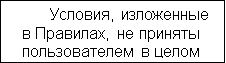 Условия, изложенные
в Правилах, не приняты
пользователем в целом